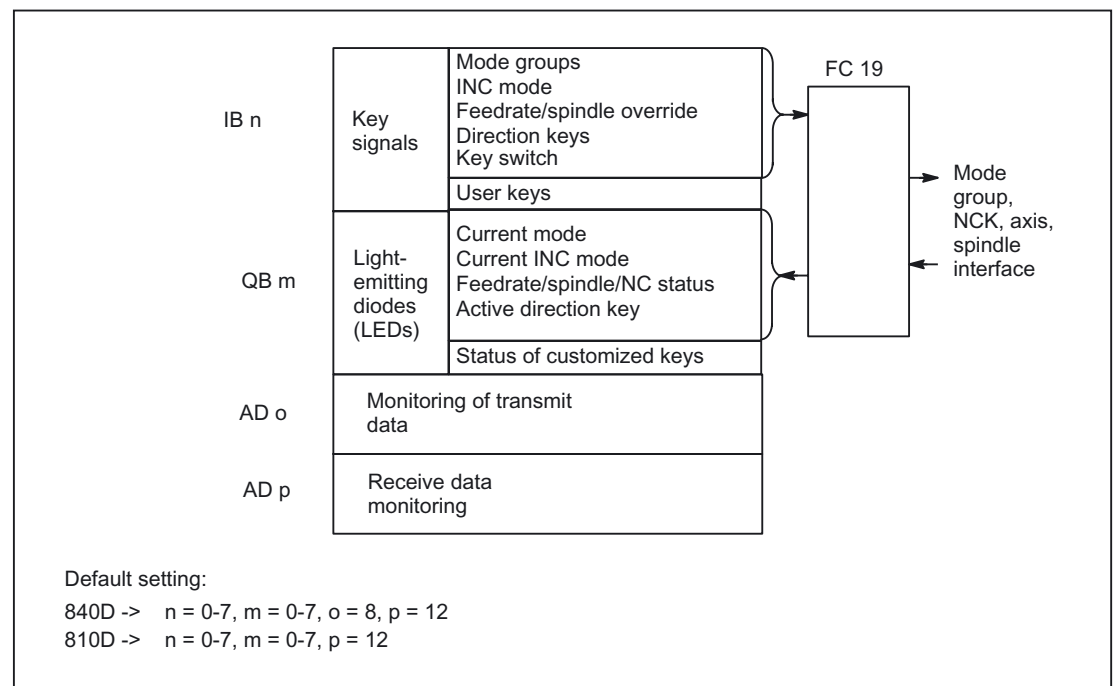 IB n
Key
signals
Mode groups
INC mode
Feedrate/spindle override
Direction keys
Key switch
User keys
FC 19
Mode
group,
NCK, axis,
spindle
interface
QB m
Light-
emitting
diodes
(LEDs)
Current mode
Current INC mode
Feedrate/spindle/NC status
Active direction key
Status of customized keys
AD o
Monitoring of transmit
data
AD p
Receive data
monitoring
Default setting:
840D -> n = 0-7, m = 0-7, o = 8, p = 12
810D -> n = 0-7, m = 0-7, p = 12